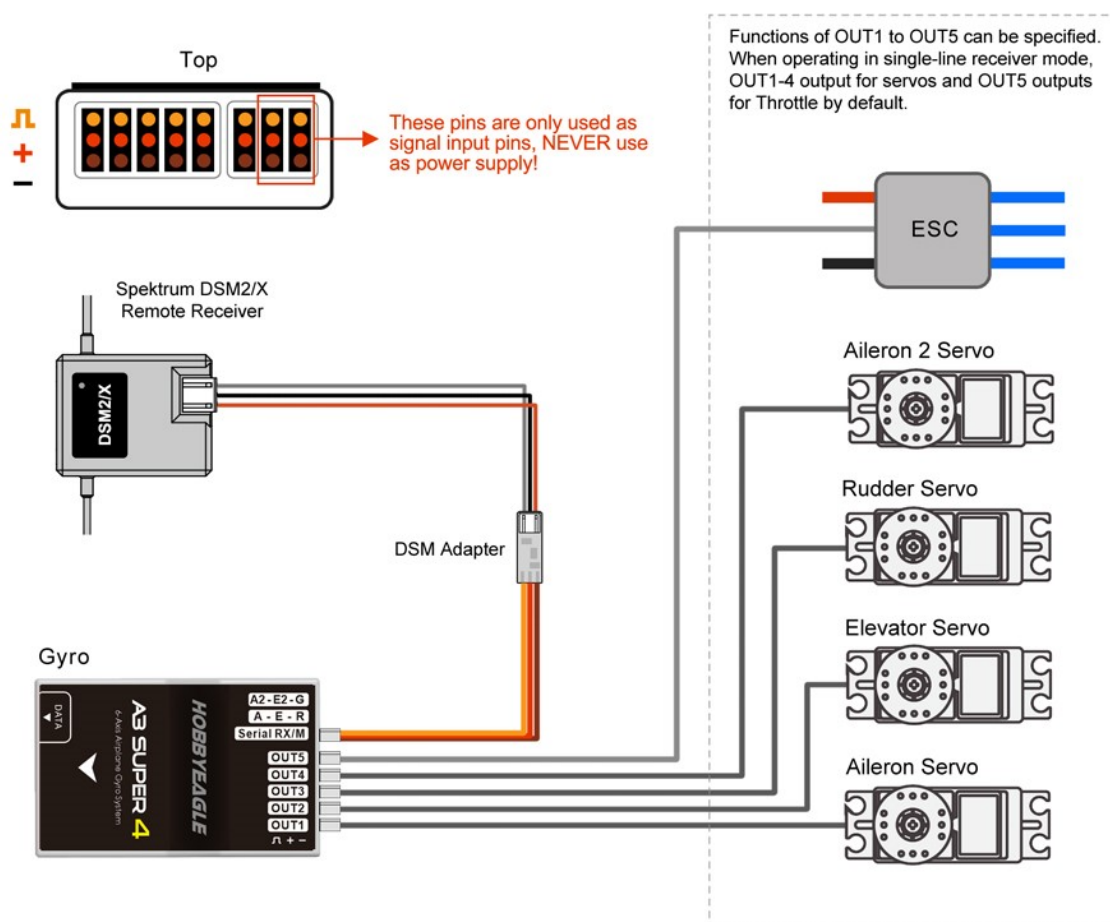 Functions of OUT1 to OUT5 can be specified.
When operating in single-line receiver mode,
OUT1-4 output for servos and OUT5 outputs
for Throttle by default.
Top
+
−
These pins are only used as
signal input pins, NEVER use
as power supply!
ESC
Spektrum DSM2/X
Remote Receiver
DSM2/X
Aileron 2 Servo
Rudder Servo
DSM Adapter
Elevator Servo
Gyro
DATA
A3 SUPER 4
6-Axis Airplane Gyro System
HOBBYEAGLE
A2-E2-G
A - E - R
Serial RX/M
OUT5
OUT4
OUT3
OUT2
OUT1
+ −
Aileron Servo